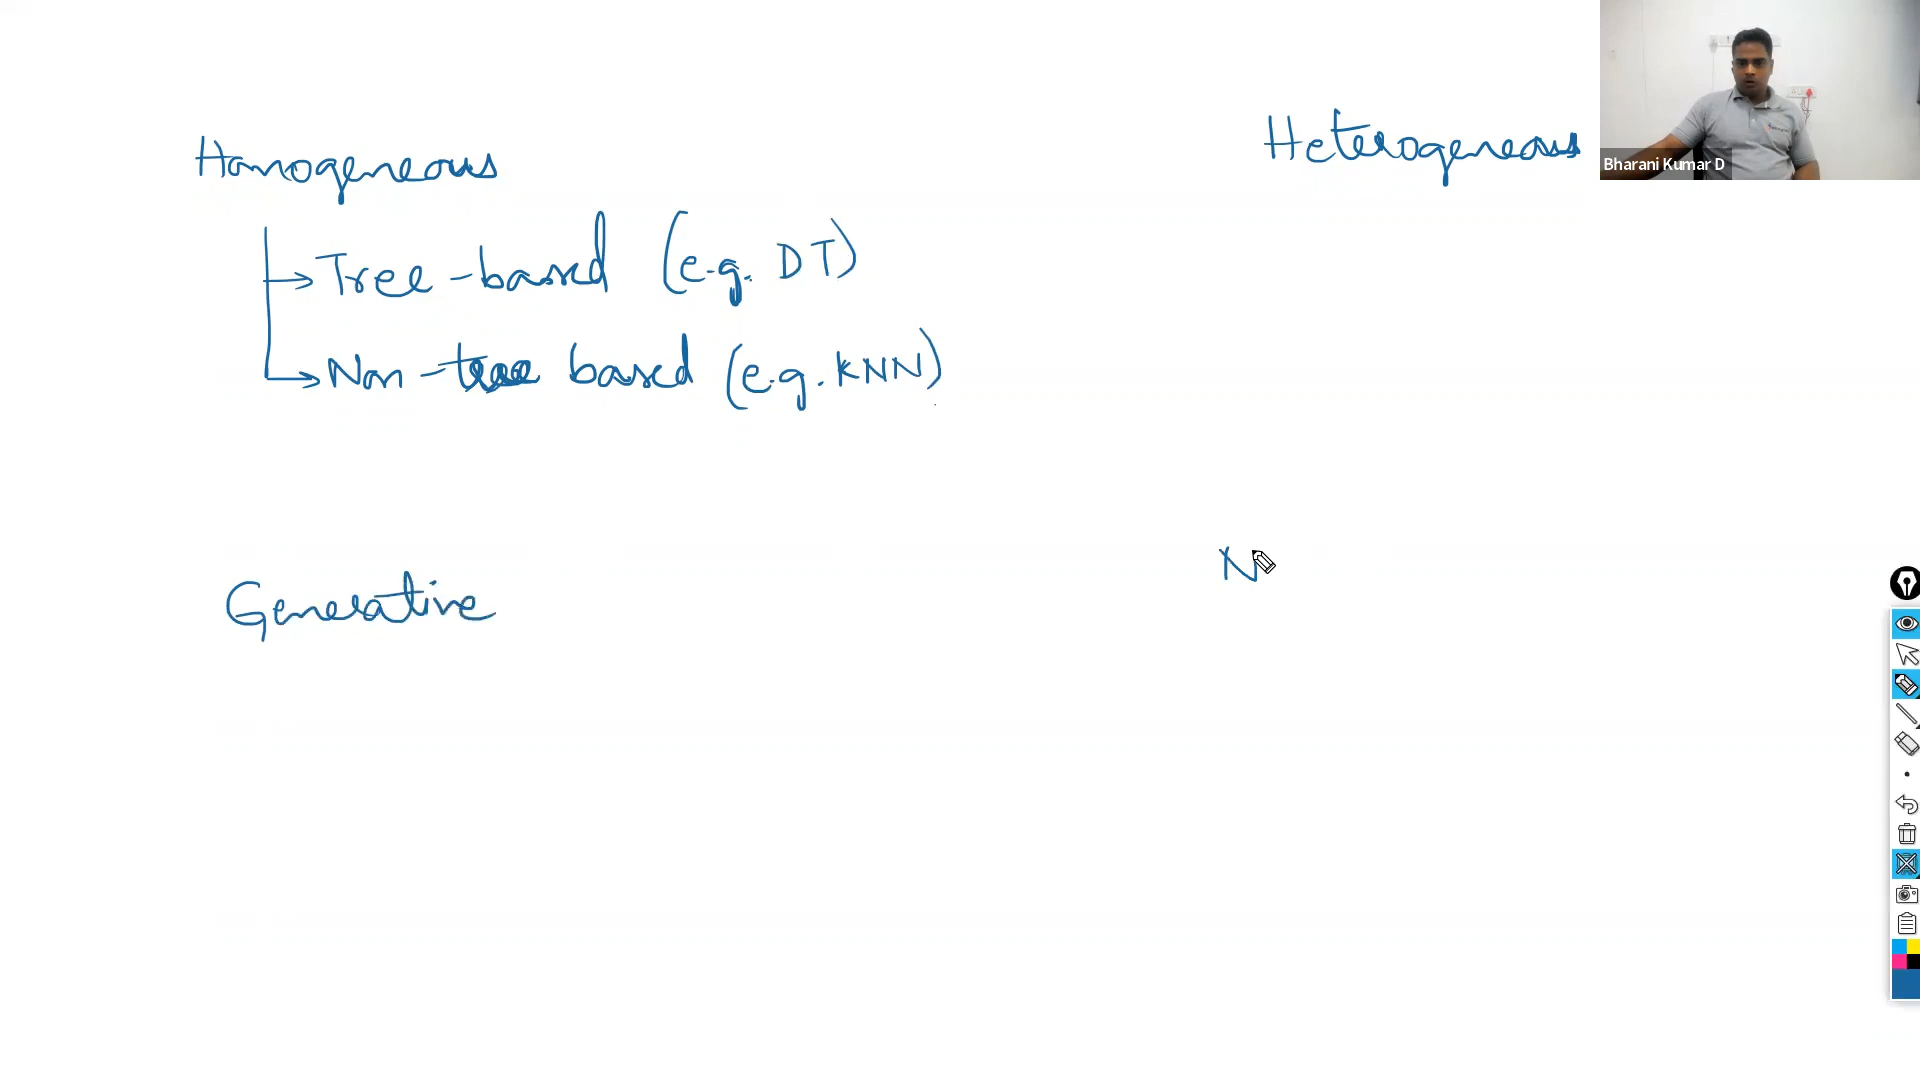 Homogeneous
Heterogeneous
Bharani Kumar D
Tree-based (e.g. DT)
Non-tree based (e.g. KNN)
Generative
N